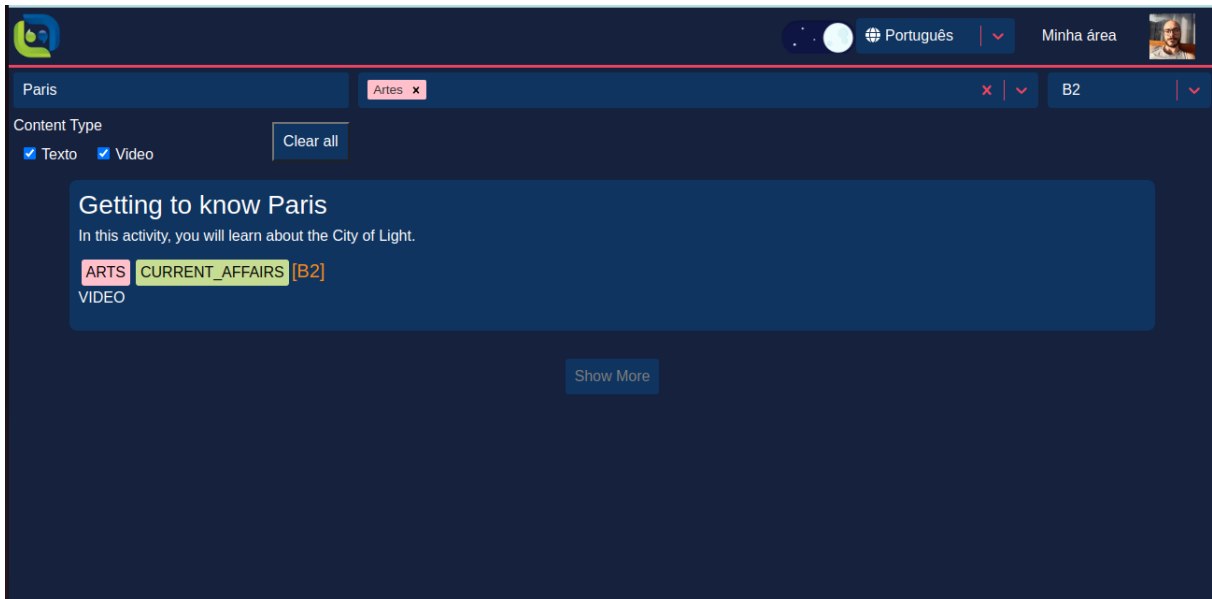 Português Minha área
Paris Artes x B2
Content Type
Texto Video Clear all
Getting to know Paris
In this activity, you will learn about the City of Light.
ARTS CURRENT_AFFAIRS [B2]
VIDEO
Show More